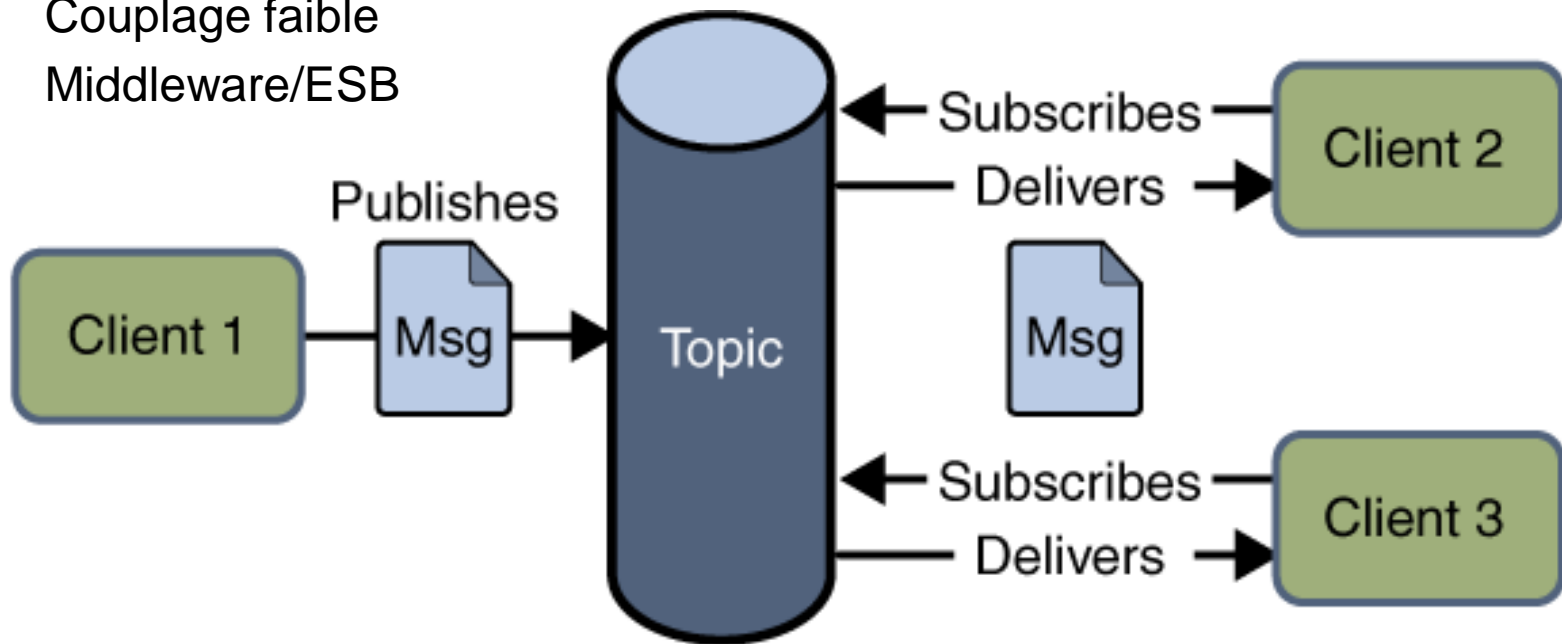 Couplage faible
Middleware/ESB
Publishes
Client 1
Msg
Topic
Subscribes
Delivers
Client 2
Msg
Subscribes
Delivers
Client 3